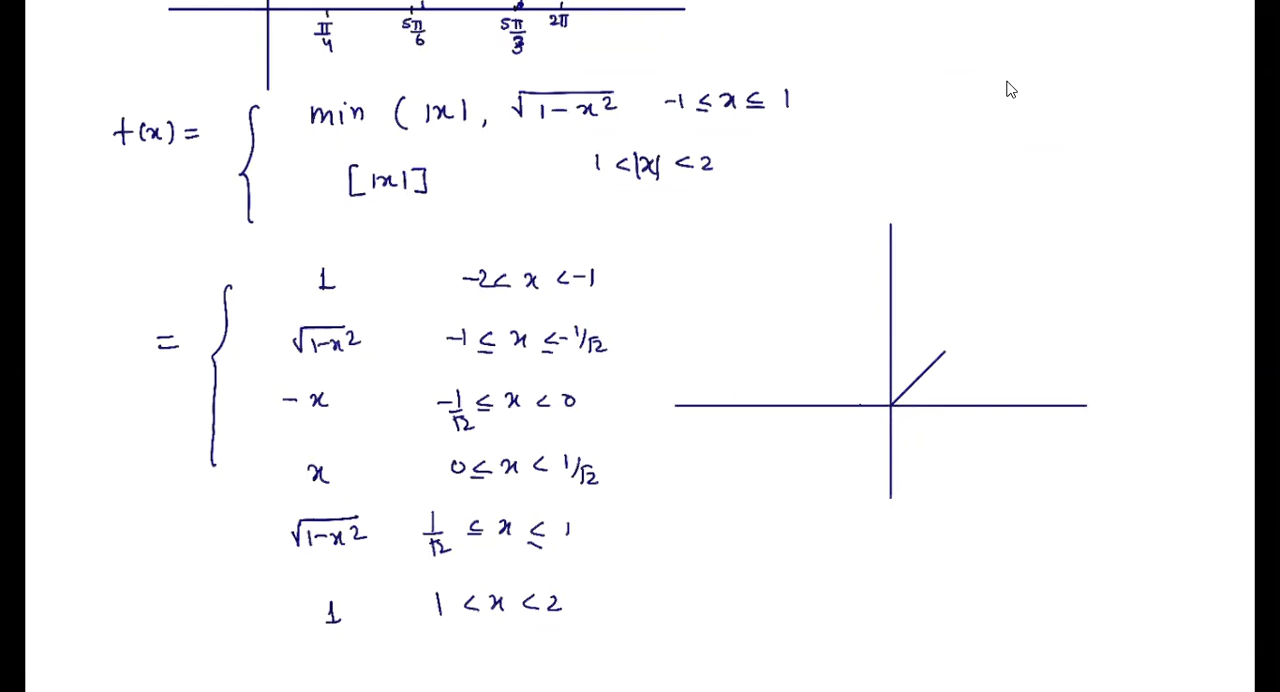 π/4 5π/6 5π/3 2π
f(x) = { min ( |x| , √1-x² -1 ≤ x ≤ 1
[|x|] 1 < |x| < 2
= { 1 -2 < x < -1
√1-x² -1 ≤ x ≤ -1/√2
- x -1/√2 ≤ x < 0
x 0 ≤ x < 1/√2
√1-x² 1/√2 ≤ x ≤ 1
1 1 < x < 2